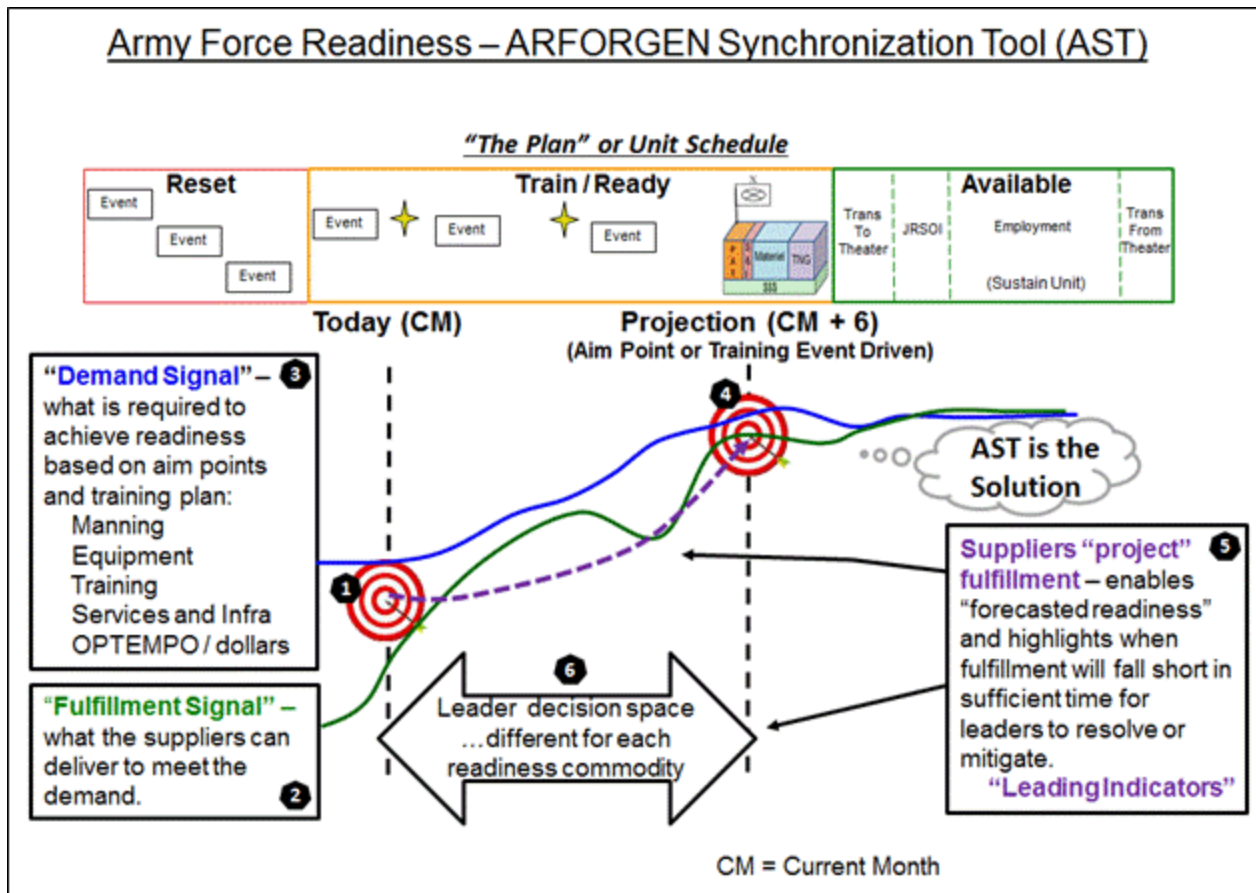 Army Force Readiness – ARFORGEN Synchronization Tool (AST)
“The Plan” or Unit Schedule
Reset
Event
Event
Event
Train / Ready
Event
Event
Event
Materiel
TNG
SSS
Available
Trans
To
Theater
JRSOI
Employment
(Sustain Unit)
Trans
From
Theater
Today (CM)
Projection (CM + 6)
(Aim Point or Training Event Driven)
“Demand Signal” – 3
what is required to
achieve readiness
based on aim points
and training plan:
Manning
Equipment
Training
Services and Infra
OPTEMPO / dollars
“Fulfillment Signal” –
what the suppliers can
deliver to meet the
demand. 2
1
4
AST is the
Solution
6
Leader decision space
…different for each
readiness commodity
Suppliers “project” 5
fulfillment – enables
“forecasted readiness”
and highlights when
fulfillment will fall short in
sufficient time for
leaders to resolve or
mitigate.
“Leading Indicators”
CM = Current Month